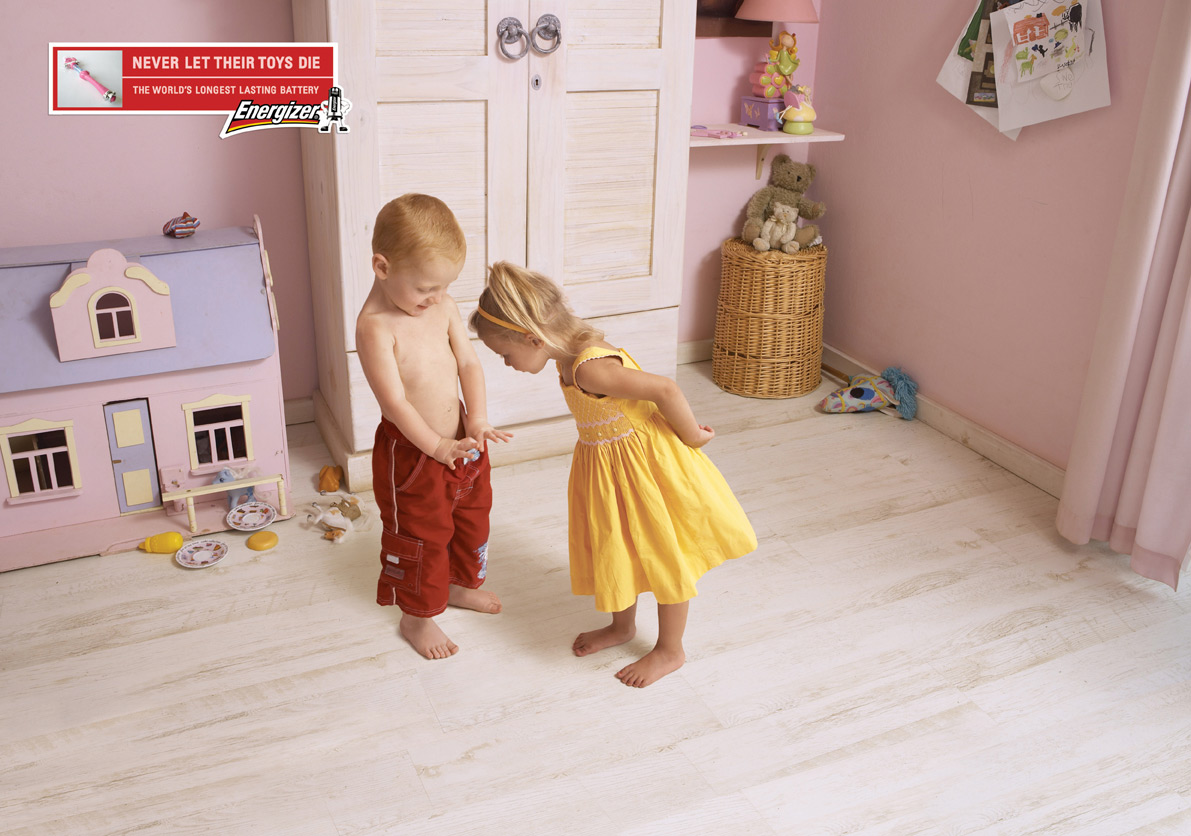 NEVER LET THEIR TOYS DIE
THE WORLD'S LONGEST LASTING BATTERY
Energizer